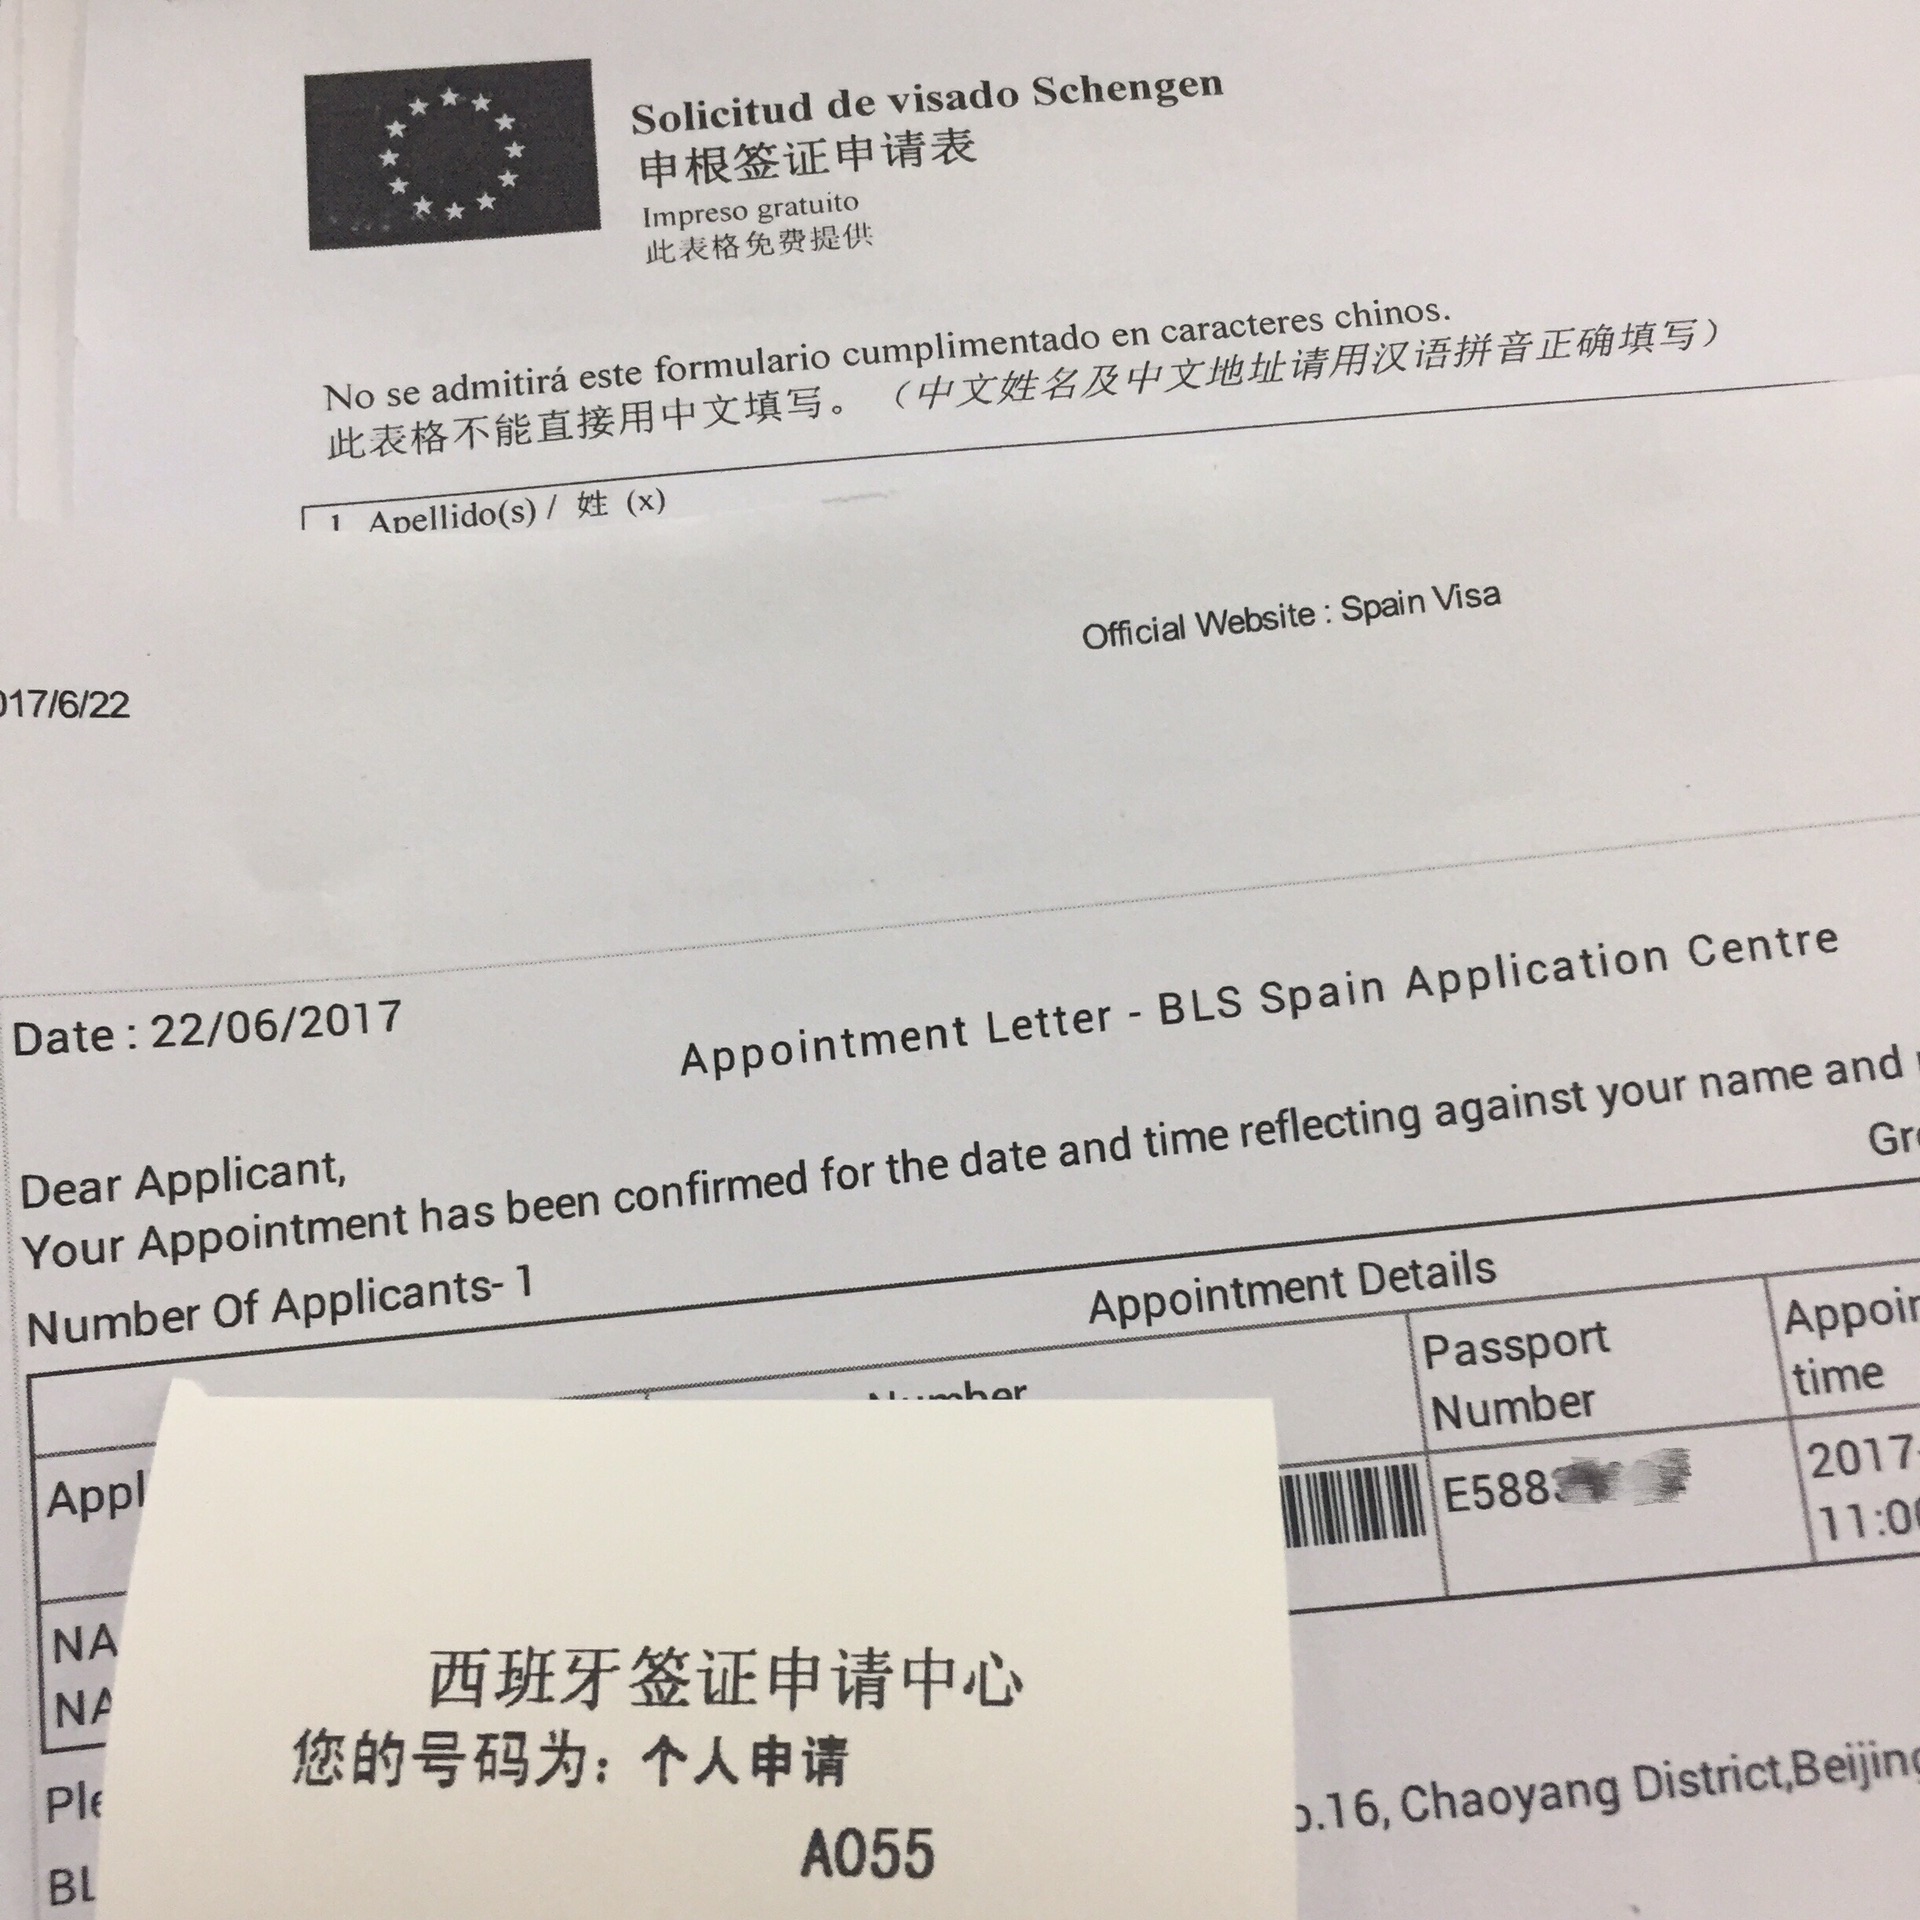 Solicitud de visado Schengen
申根签证申请表
Impreso gratuito
此表格免费提供
No se admitirá este formulario cumplimentado en caracteres chinos.
此表格不能直接用中文填写。（中文姓名及中文地址请用汉语拼音正确填写）
1 Apellido(s) / 姓 (x)
Official Website : Spain Visa
017/6/22
Appointment Letter - BLS Spain Application Centre
Date : 22/06/2017
Dear Applicant,
Your Appointment has been confirmed for the date and time reflecting against your name and
Number Of Applicants- 1
Appointment Details
Number
Passport
Number
time
E588
2017
11:0
西班牙签证申请中心
您的号码为：个人申请
A055
.16, Chaoyang District,Beijing